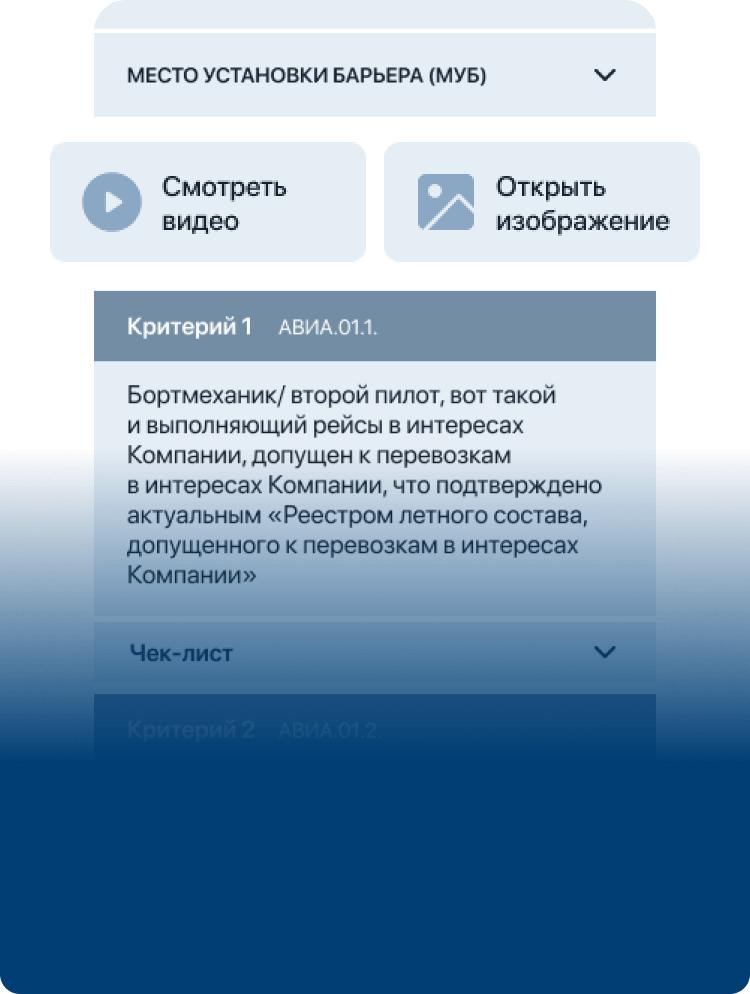 МЕСТО УСТАНОВКИ БАРЬЕРА (МУБ)
Смотреть
видео
Открыть
изображение
Критерий 1 АВИА.01.1.
Бортмеханик/ второй пилот, вот такой
и выполняющий рейсы в интересах
Компании, допущен к перевозкам
в интересах Компании, что подтверждено
актуальным «Реестром летного состава,
допущенного к перевозкам в интересах
Компании»
Чек-лист
Критерий 2 АВИА.01.2.